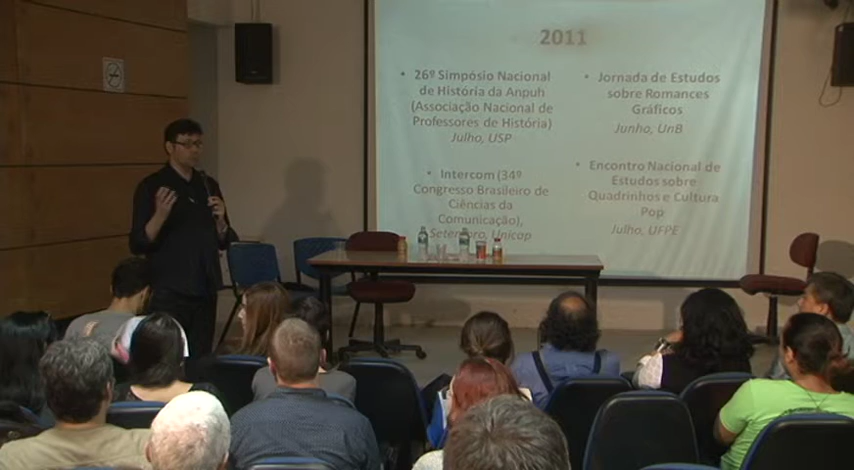 2011
• 26º Simpósio Nacional
de História da Anpuh
(Associação Nacional de
Professores de História)
Julho, USP
• Intercom (34º
Congresso Brasileiro de
Ciências da
Comunicação),
Setembro, Unicap
• Jornada de Estudos
sobre Romances
Gráficos
Junho, UnB
• Encontro Nacional de
Estudos sobre
Quadrinhos e Cultura
Pop
Julho, UFPE